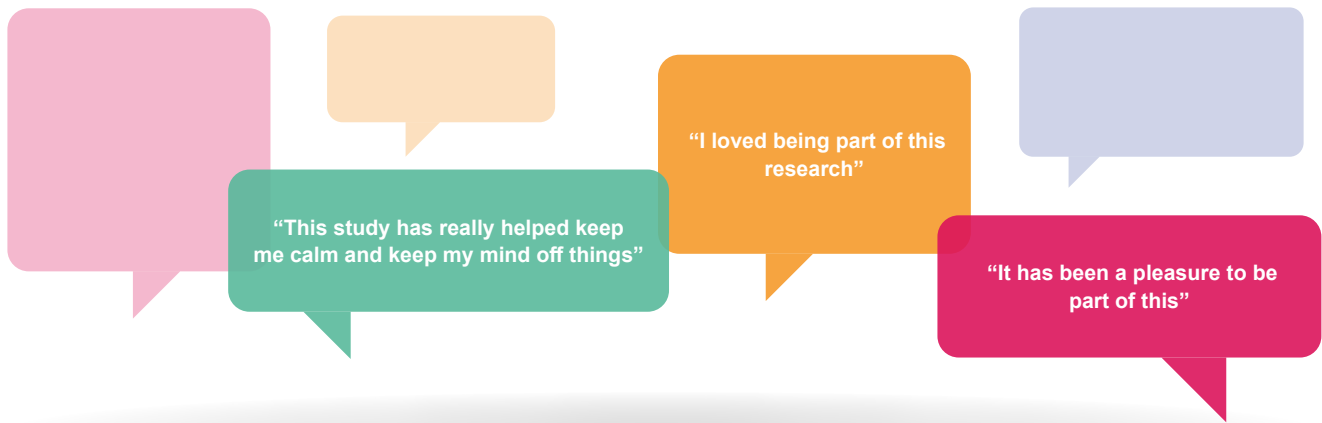 “I loved being part of this
research”
“This study has really helped keep
me calm and keep my mind off things”
“It has been a pleasure to be
part of this”